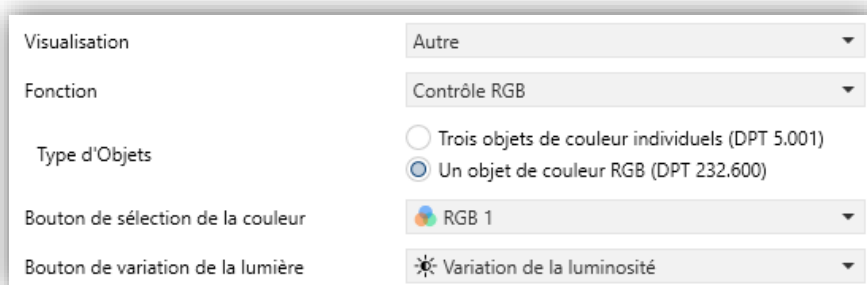 Visualisation Autre
Fonction Contrôle RGB
Type d'Objets
Trois objets de couleur individuels (DPT 5.001)
Un objet de couleur RGB (DPT 232.600)
Bouton de sélection de la couleur RGB 1
Bouton de variation de la lumière Variation de la luminosité